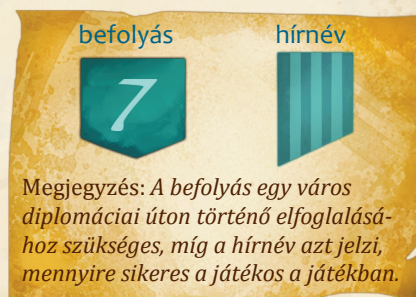 befolyás hírnév
7
Megjegyzés: A befolyás egy város
diplomáciai úton történő elfoglalásá-
hoz szükséges, míg a hírnév azt jelzi,
mennyire sikeres a játékos a játékban.